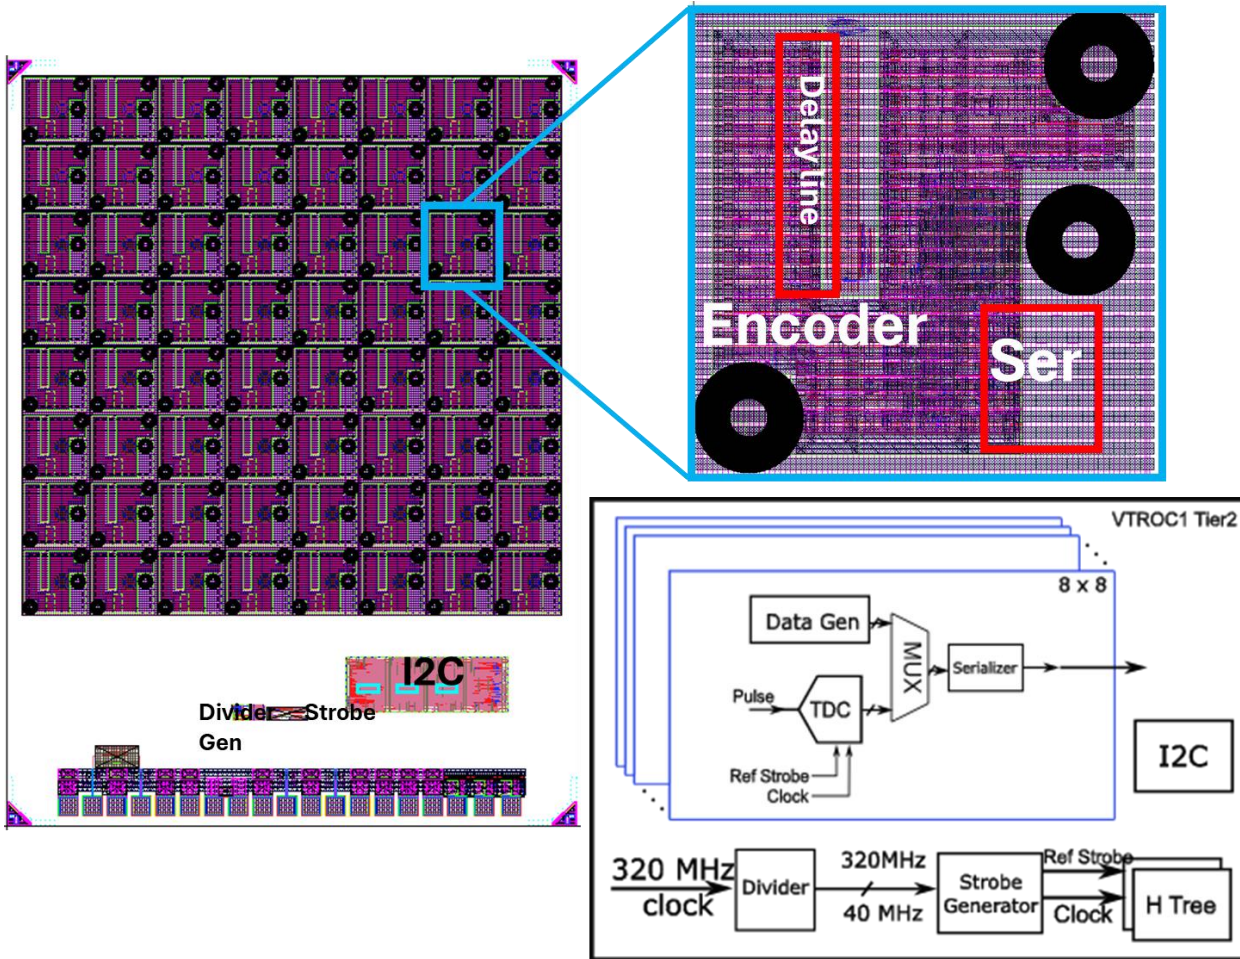 I2C
Divider
Strobe
Gen
Delay line
Encoder
Ser
VTROC1 Tier2
8 x 8
Data Gen
MUX
Serializer
Pulse
TDC
Ref Strobe
Clock
I2C
320 MHz
clock
Divider
320MHz
40 MHz
Strobe
Generator
Ref Strobe
Clock
H Tree